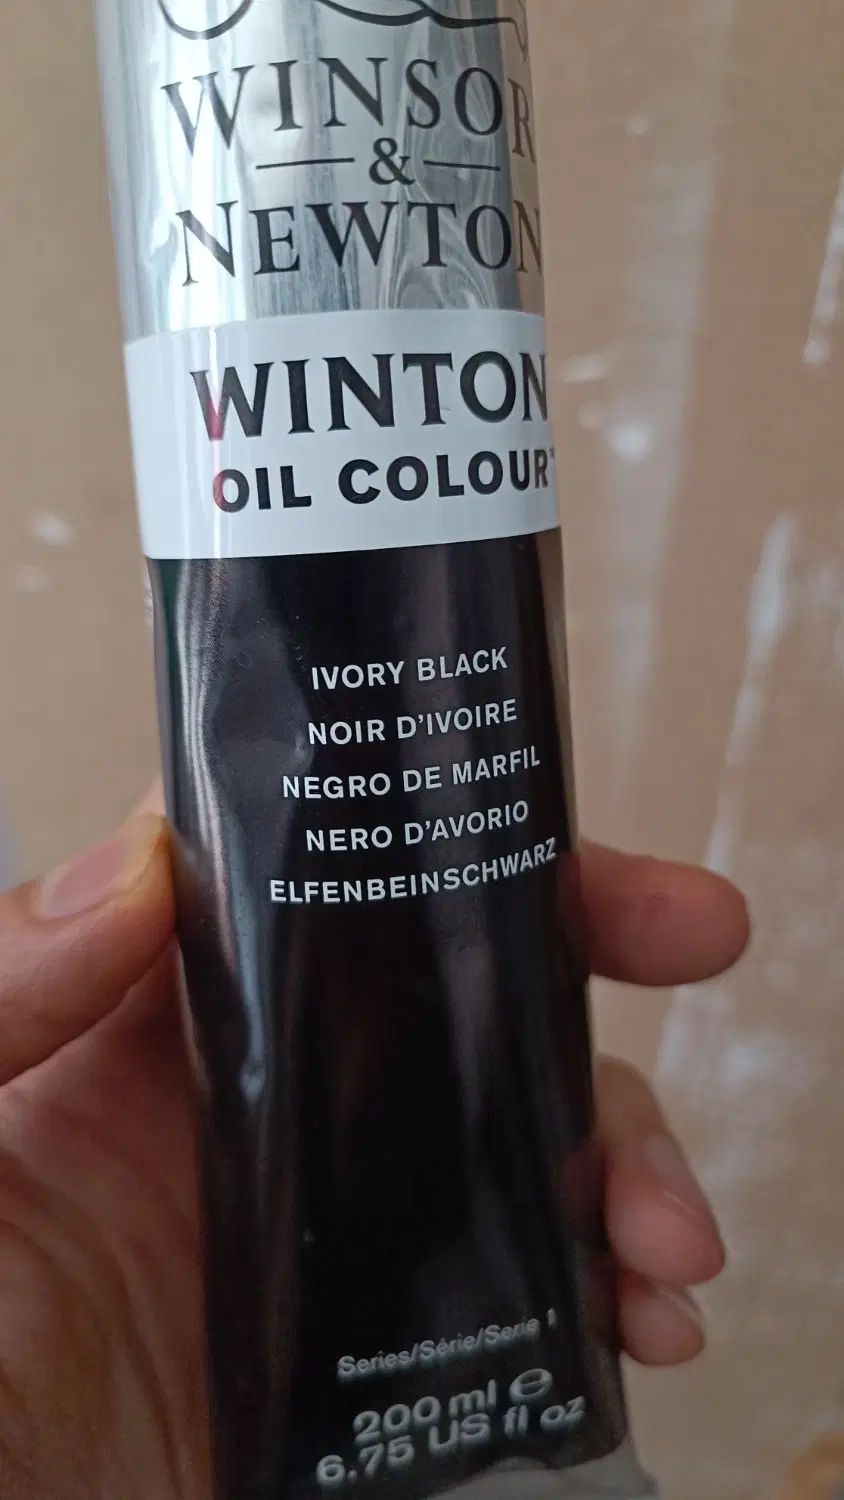 WINSOR
&
NEWTON
WINTON
OIL COLOUR
IVORY BLACK
NOIR D'IVOIRE
NEGRO DE MARFIL
NERO D'AVORIO
ELFENBEINSCHWARZ
Series/Série/Serie 1
200 ml ℮
6.75 US fl oz